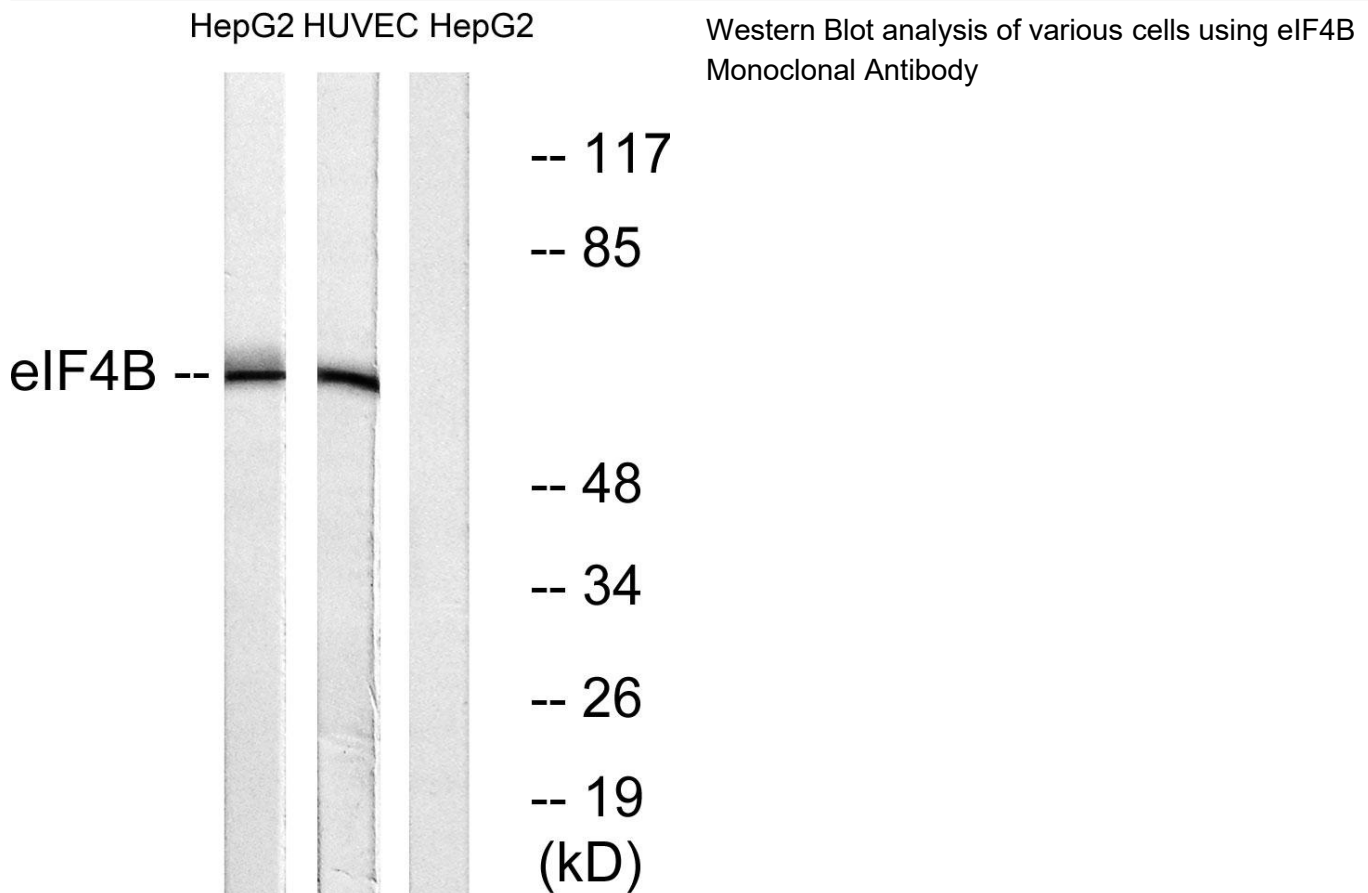 HepG2 HUVEC HepG2
Western Blot analysis of various cells using eIF4B
Monoclonal Antibody
-- 117
-- 85
eIF4B --
-- 48
-- 34
-- 26
-- 19
(kD)